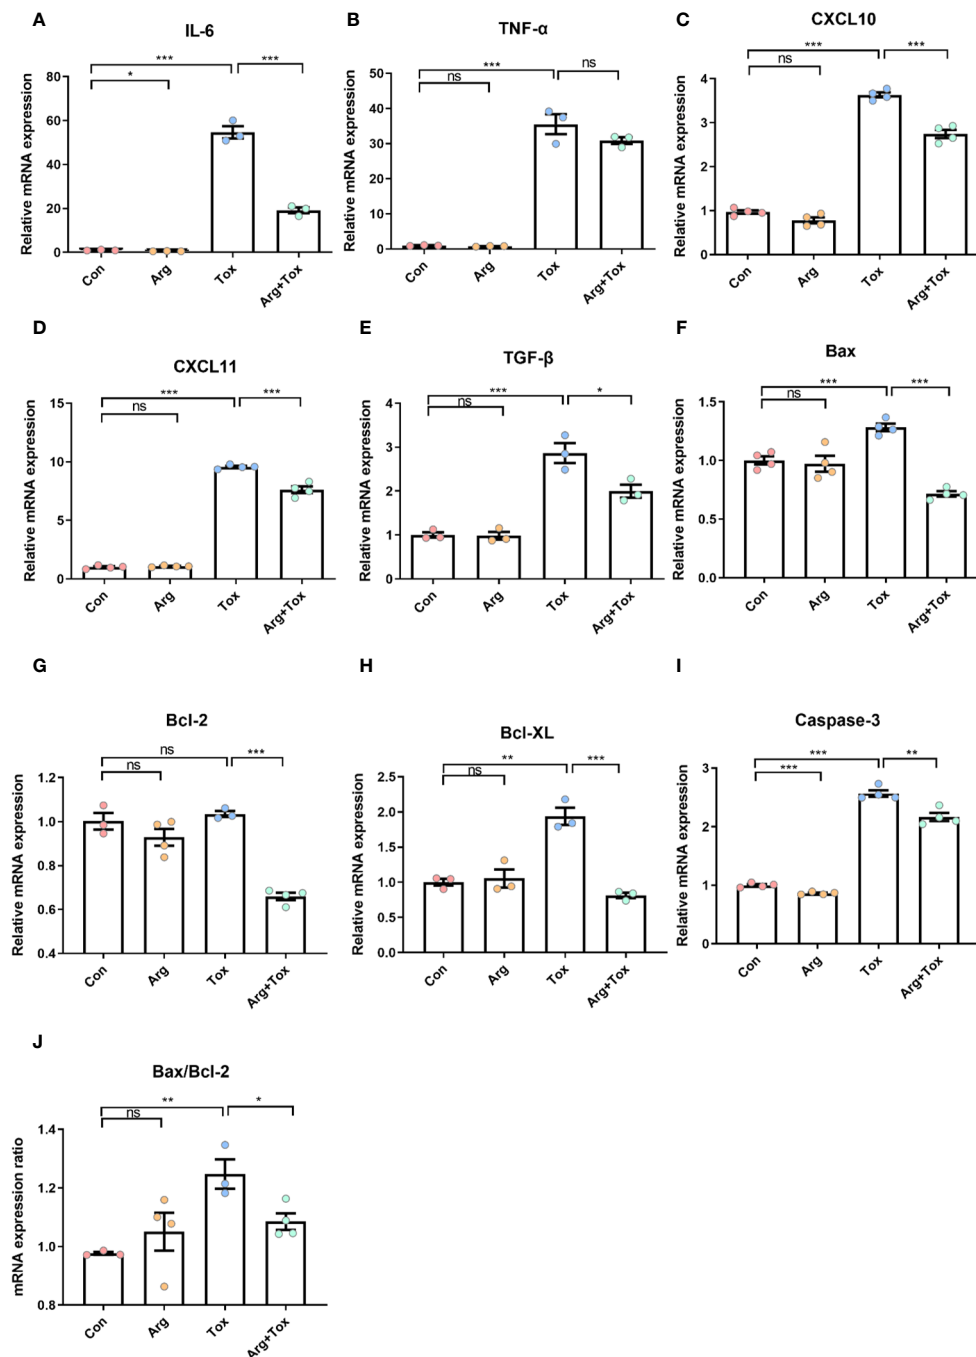 A
IL-6
***
***
*
Relative mRNA expression
80
60
40
20
0
Con
Arg
Tox
Arg+Tox
B
TNF-α
***
ns
ns
Relative mRNA expression
50
40
30
20
10
0
Con
Arg
Tox
Arg+Tox
C
CXCL10
***
***
ns
Relative mRNA expression
4
3
2
1
0
Con
Arg
Tox
Arg+Tox
D
CXCL11
***
***
ns
Relative mRNA expression
15
10
5
0
Con
Arg
Tox
Arg+Tox
E
TGF-β
***
*
ns
Relative mRNA expression
4
3
2
1
0
Con
Arg
Tox
Arg+Tox
F
Bax
***
***
ns
Relative mRNA expression
1.5
1.0
0.5
0.0
Con
Arg
Tox
Arg+Tox
G
Bcl-2
ns
***
ns
Relative mRNA expression
1.2
1.0
0.8
0.6
0.4
Con
Arg
Tox
Arg+Tox
H
Bcl-XL
**
***
ns
Relative mRNA expression
2.5
2.0
1.5
1.0
0.5
0.0
Con
Arg
Tox
Arg+Tox
I
Caspase-3
***
**
***
Relative mRNA expression
3
2
1
0
Con
Arg
Tox
Arg+Tox
J
Bax/Bcl-2
**
*
ns
mRNA expression ratio
1.4
1.2
1.0
0.8
Con
Arg
Tox
Arg+Tox